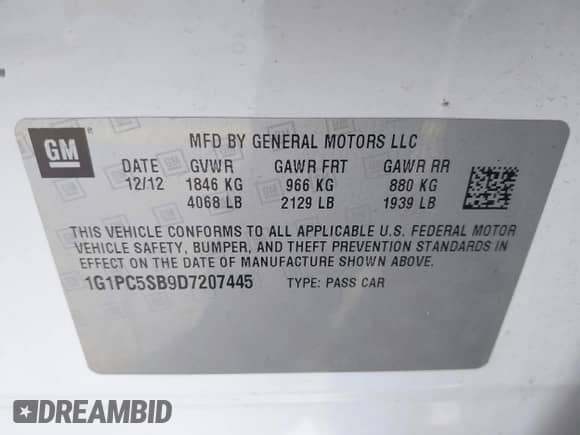 GM
MFD BY GENERAL MOTORS LLC
DATE GVWR GAWR FRT GAWR RR
12/12 1846 KG 966 KG 880 KG
4068 LB 2129 LB 1939 LB
THIS VEHICLE CONFORMS TO ALL APPLICABLE U.S. FEDERAL MOTOR
VEHICLE SAFETY, BUMPER, AND THEFT PREVENTION STANDARDS IN
EFFECT ON THE DATE OF MANUFACTURE SHOWN ABOVE.
1G1PC5SB9D7207445 TYPE: PASS CAR
#DREAMBID